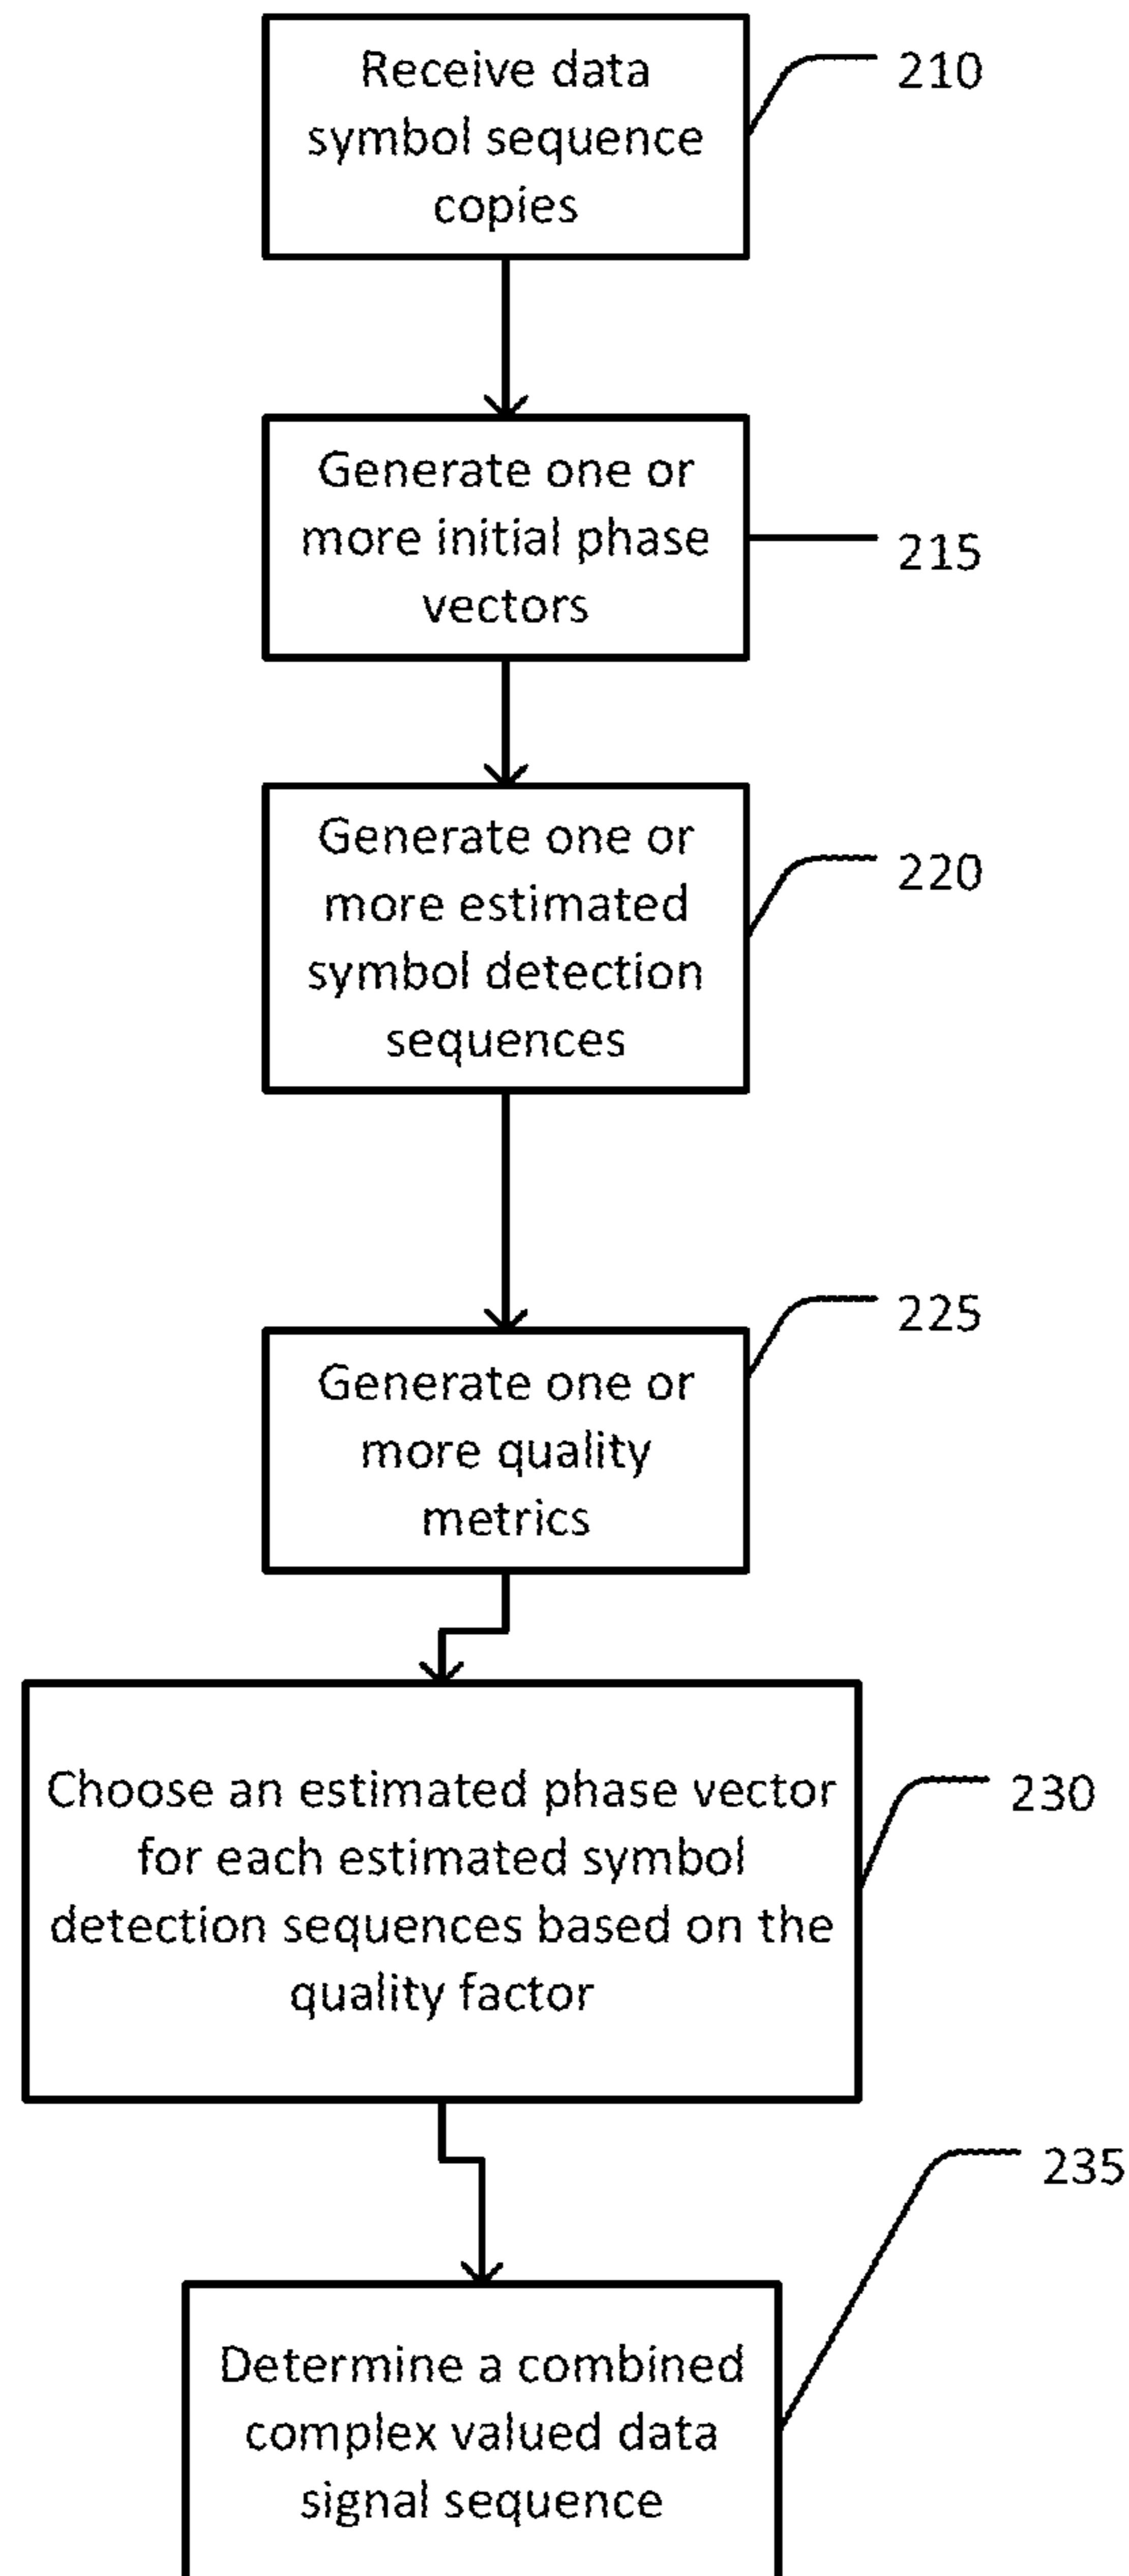 Receive data
symbol sequence
copies
210
Generate one or
more initial phase
vectors
215
Generate one or
more estimated
symbol detection
sequences
220
Generate one or
more quality
metrics
225
Choose an estimated phase vector
for each estimated symbol
detection sequences based on the
quality factor
230
Determine a combined
complex valued data
signal sequence
235